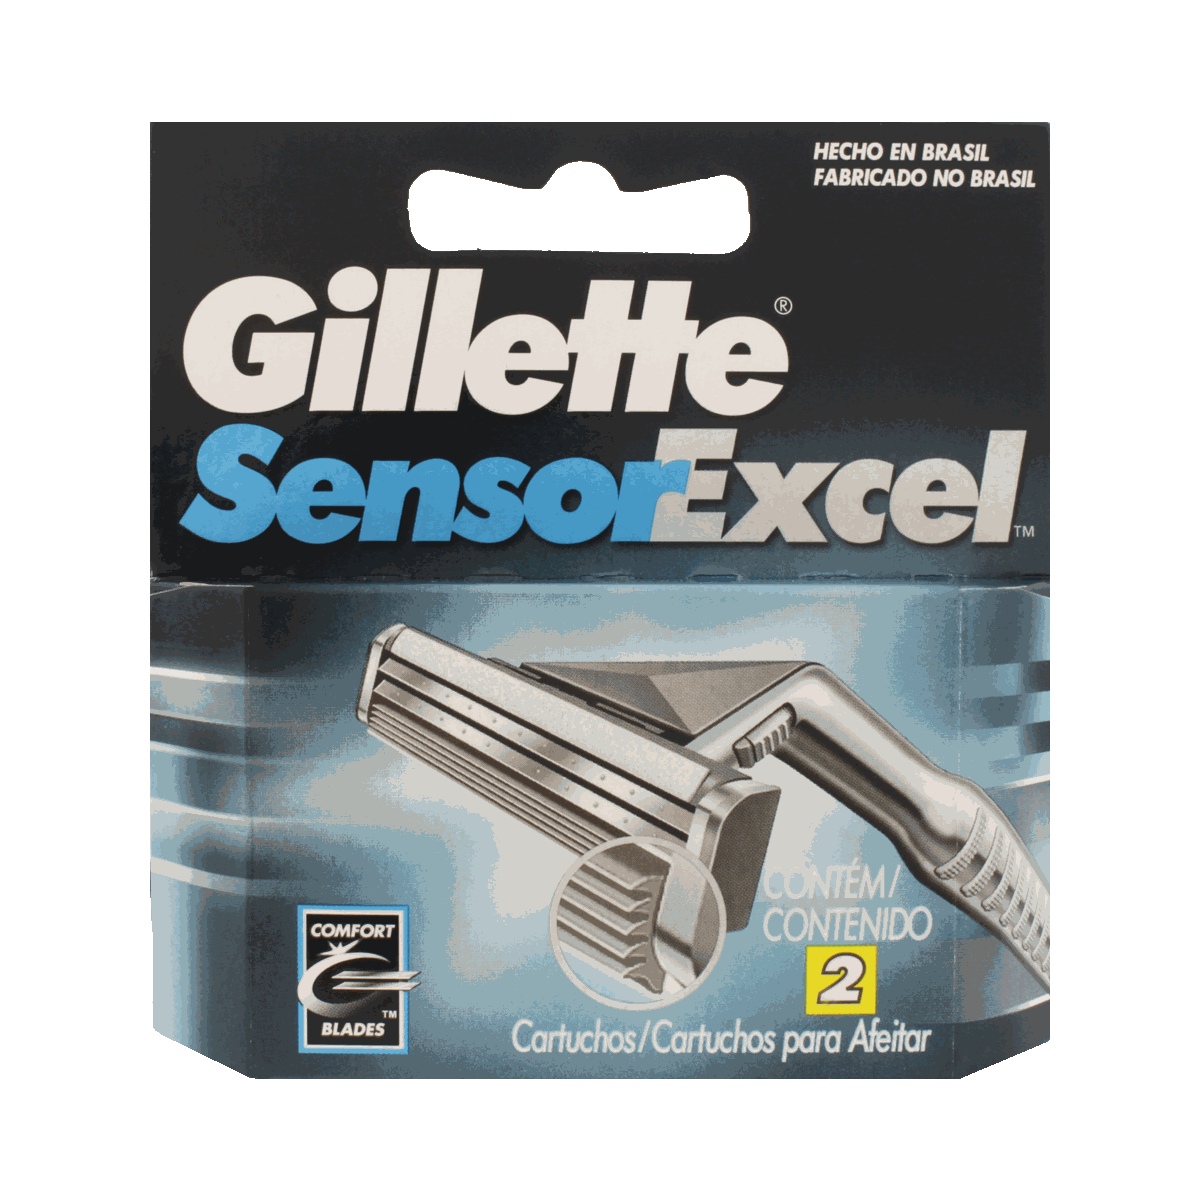 HECHO EN BRASIL
FABRICADO NO BRASIL
Gillette®
SensorExcel™
CONTÉM/
CONTENIDO
2
Cartuchos/Cartuchos para Afeitar
COMFORT
BLADES™